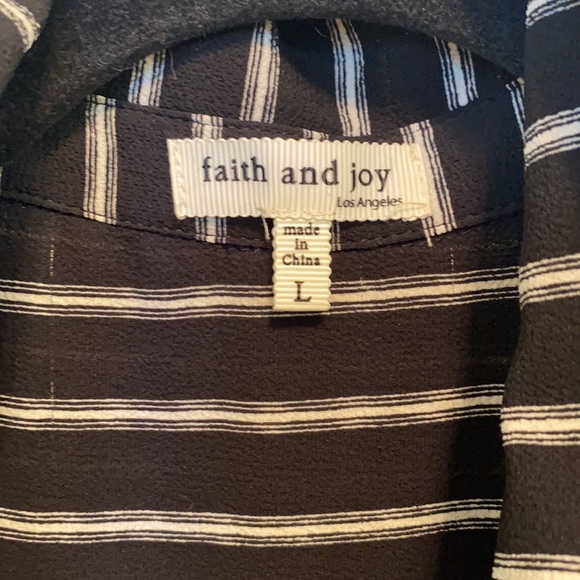 faith and joy
Los Angeles
made
in
China
L